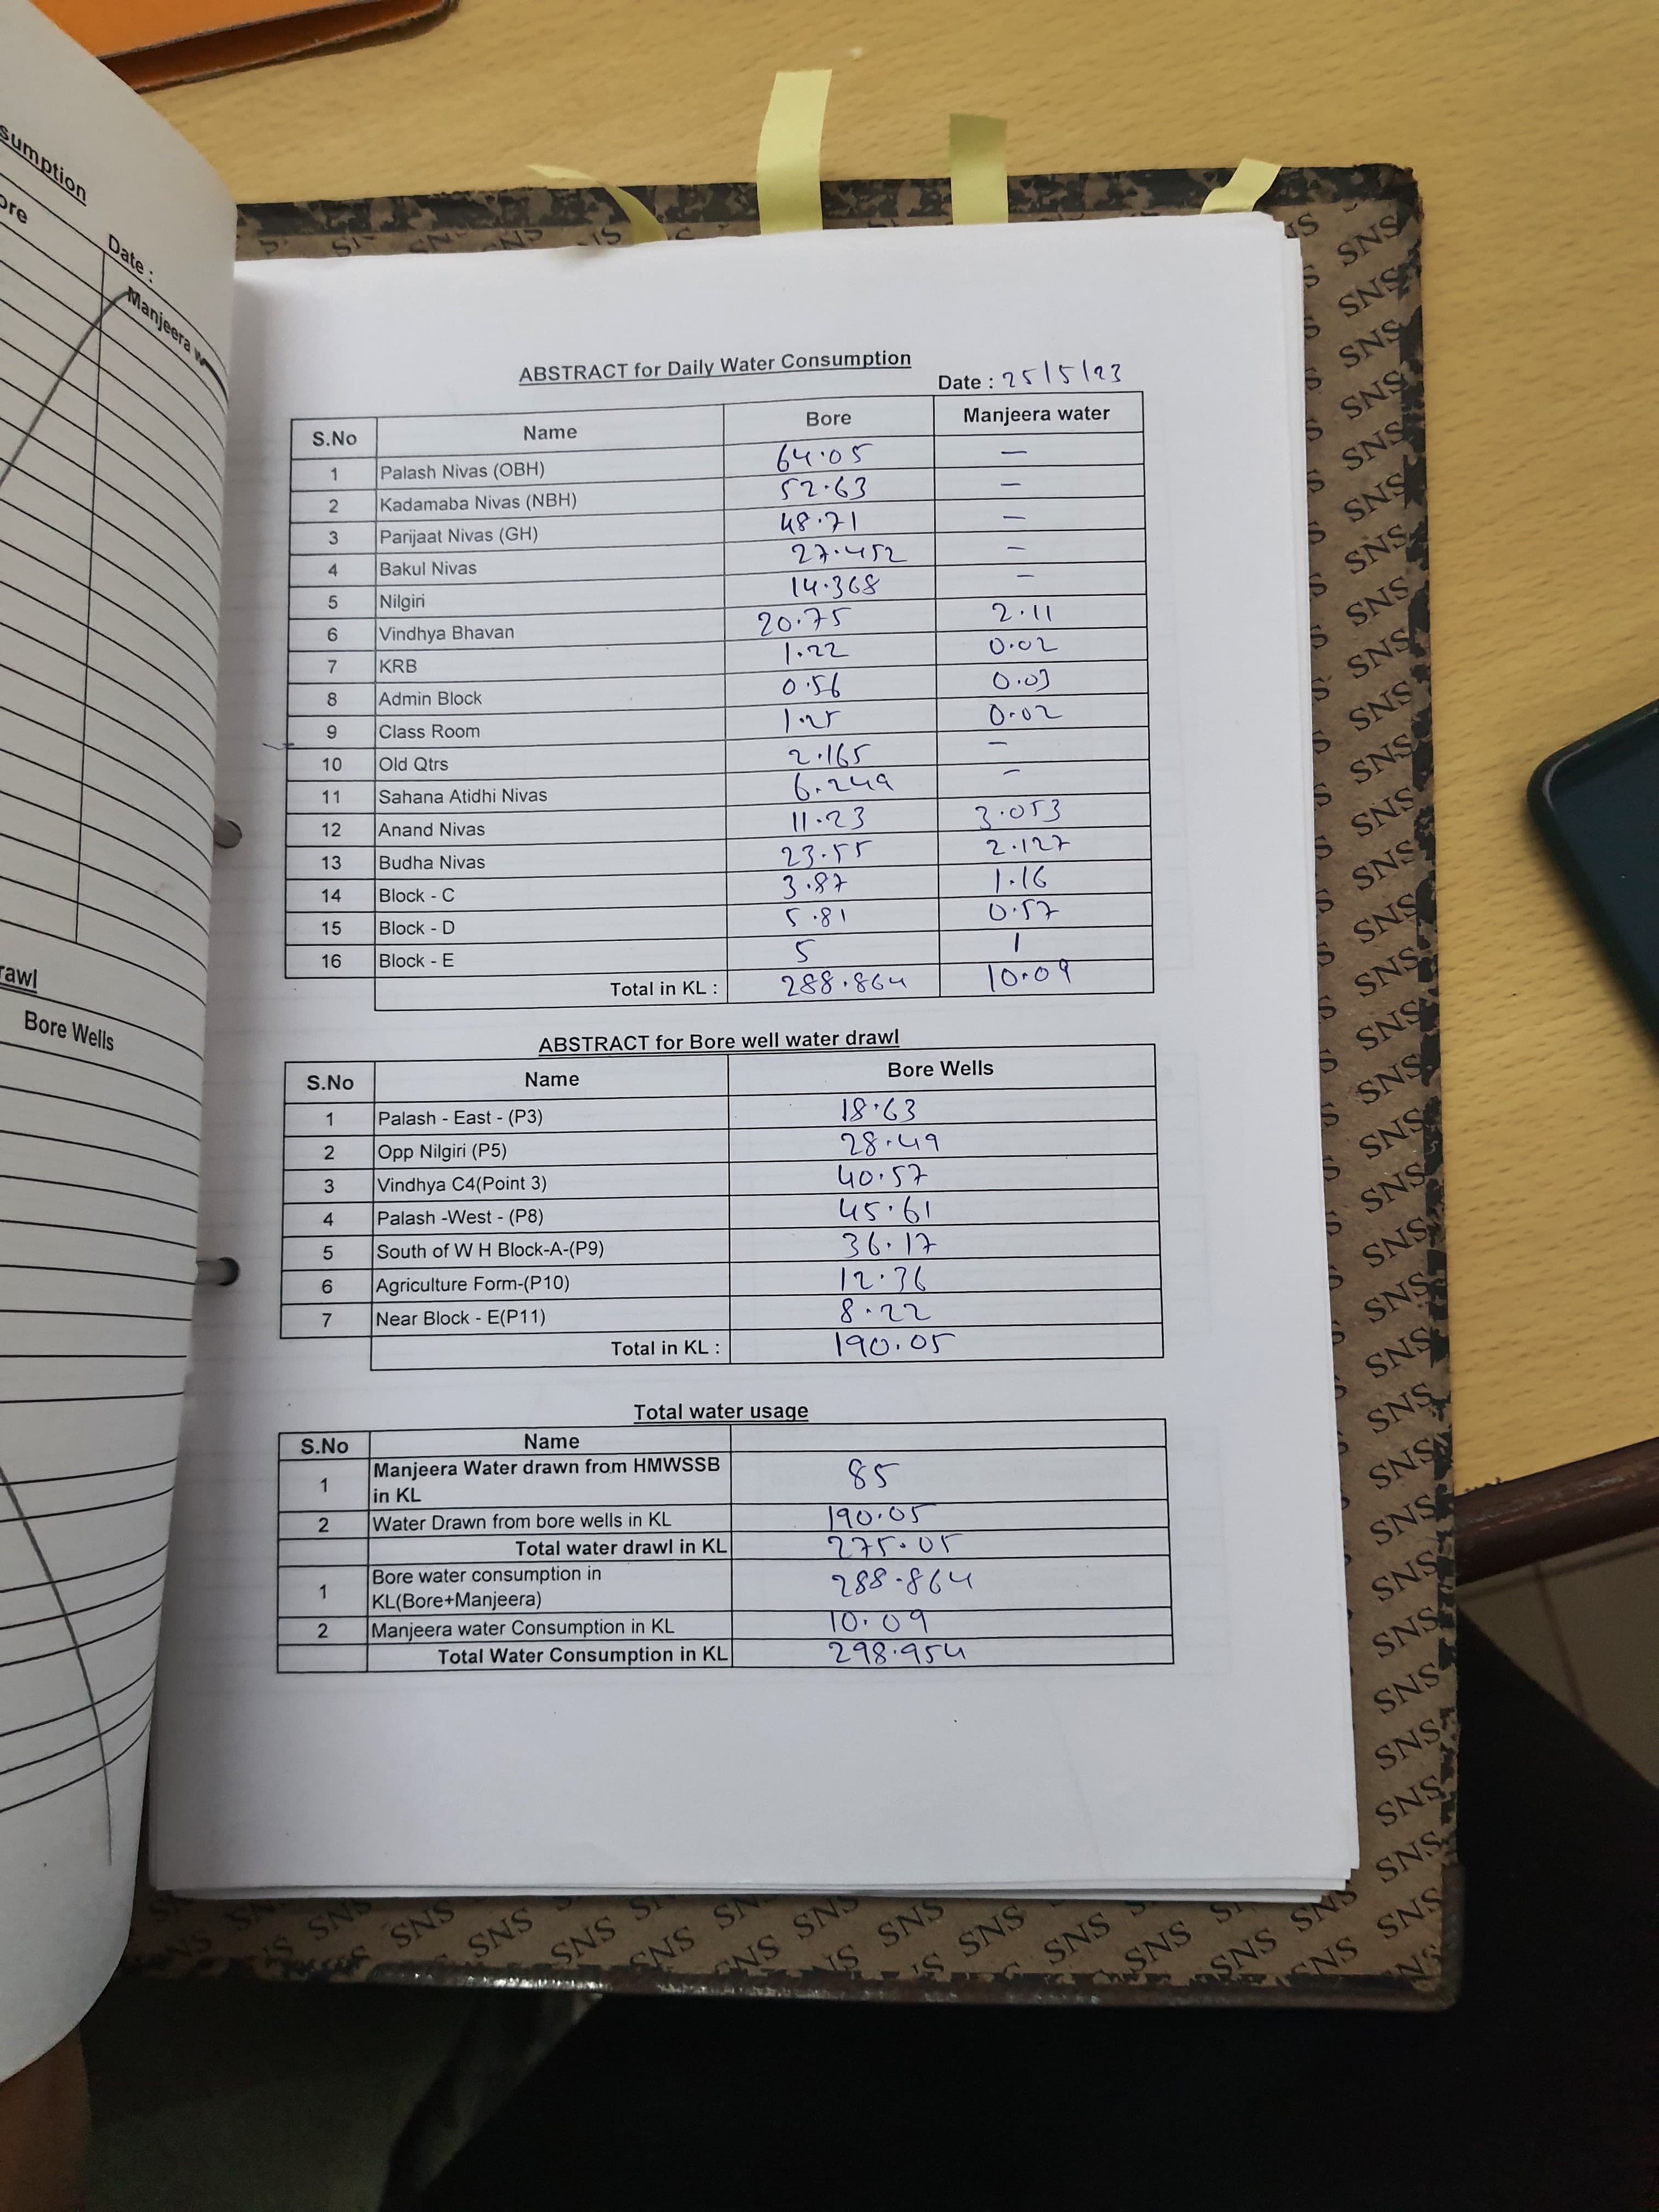 sumption
ore
Date :
Manjeera w
rawl
Bore Wells
ABSTRACT for Daily Water Consumption
Date : 25/5/23
S.No Name Bore Manjeera water
1 Palash Nivas (OBH) 64.05 —
2 Kadamaba Nivas (NBH) 52.63 —
3 Parijaat Nivas (GH) 48.71 —
4 Bakul Nivas 27.452 —
5 Nilgiri 14.368 —
6 Vindhya Bhavan 20.75 2.11
7 KRB 1.22 0.02
8 Admin Block 0.56 0.03
9 Class Room 1.25 0.02
10 Old Qtrs 2.165 —
11 Sahana Atidhi Nivas 6.249 —
12 Anand Nivas 11.23 3.053
13 Budha Nivas 23.55 2.127
14 Block - C 3.87 1.16
15 Block - D 5.81 0.57
16 Block - E 5 1
Total in KL : 288.864 10.09
ABSTRACT for Bore well water drawl
S.No Name Bore Wells
1 Palash - East - (P3) 18.63
2 Opp Nilgiri (P5) 28.49
3 Vindhya C4(Point 3) 40.57
4 Palash -West - (P8) 45.61
5 South of W H Block-A-(P9) 36.17
6 Agriculture Form-(P10) 12.36
7 Near Block - E(P11) 8.22
Total in KL : 190.05
Total water usage
S.No Name
1 Manjeera Water drawn from HMWSSB
in KL 85
2 Water Drawn from bore wells in KL 190.05
Total water drawl in KL 275.05
1 Bore water consumption in
KL(Bore+Manjeera) 288.864
2 Manjeera water Consumption in KL 10.09
Total Water Consumption in KL 298.954
SNS